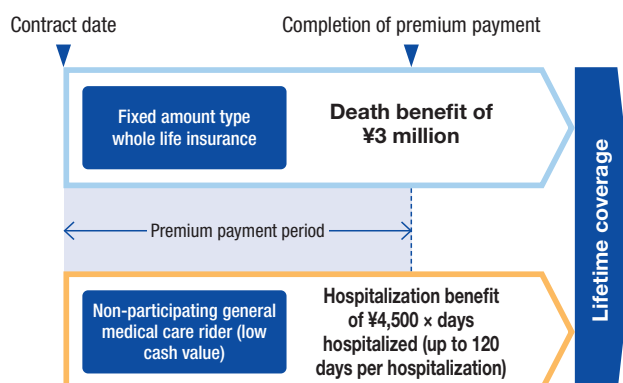 Contract date
Completion of premium payment
Fixed amount type
whole life insurance
Death benefit of
¥3 million
Premium payment period
Non-participating general
medical care rider (low
cash value)
Hospitalization benefit
of ¥4,500 × days
hospitalized (up to 120
days per hospitalization)
Lifetime coverage